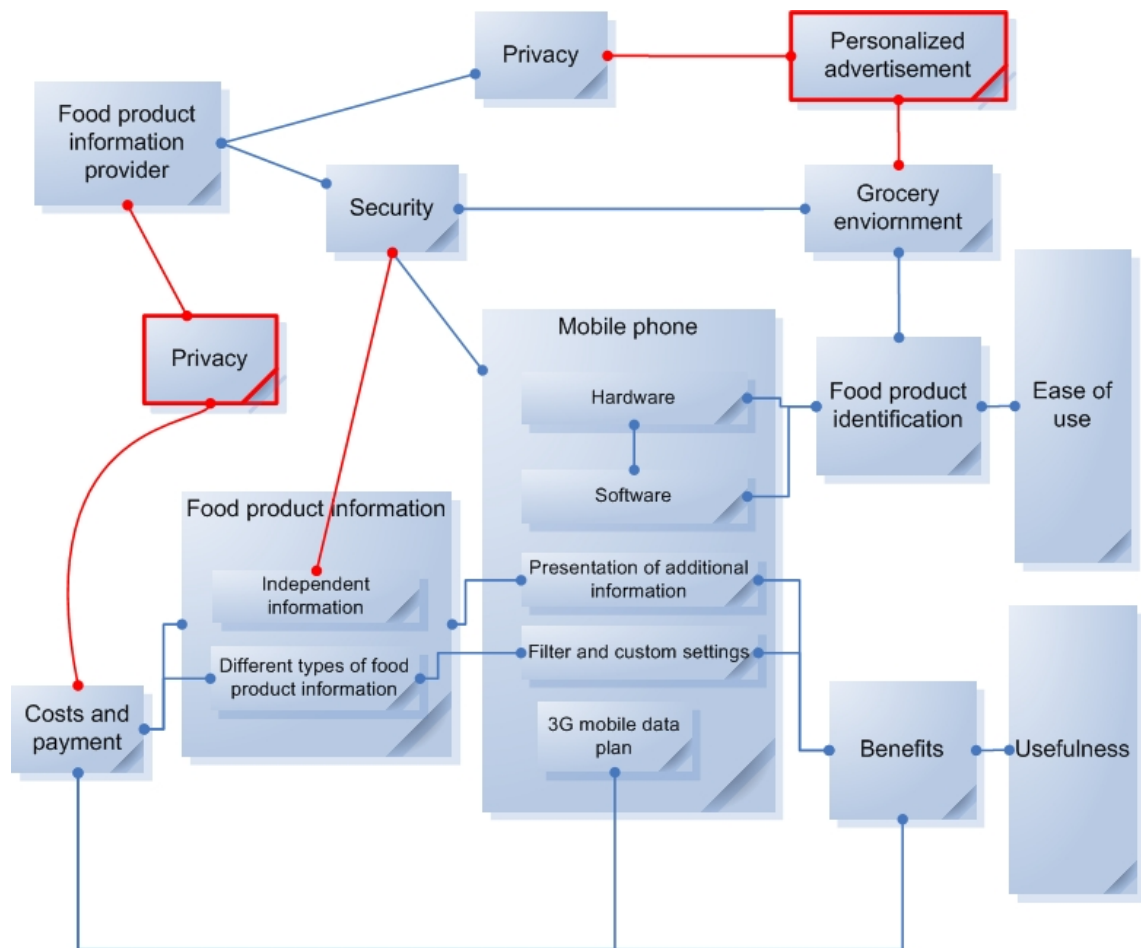 Privacy
Personalized
advertisement
Food product
information
provider
Security
Grocery
enviornment
Mobile phone
Privacy
Hardware
Food product
identification
Ease of
use
Software
Food product information
Independent
information
Presentation of additional
information
Different types of food
product information
Filter and custom settings
Costs and
payment
3G mobile data
plan
Benefits
Usefulness